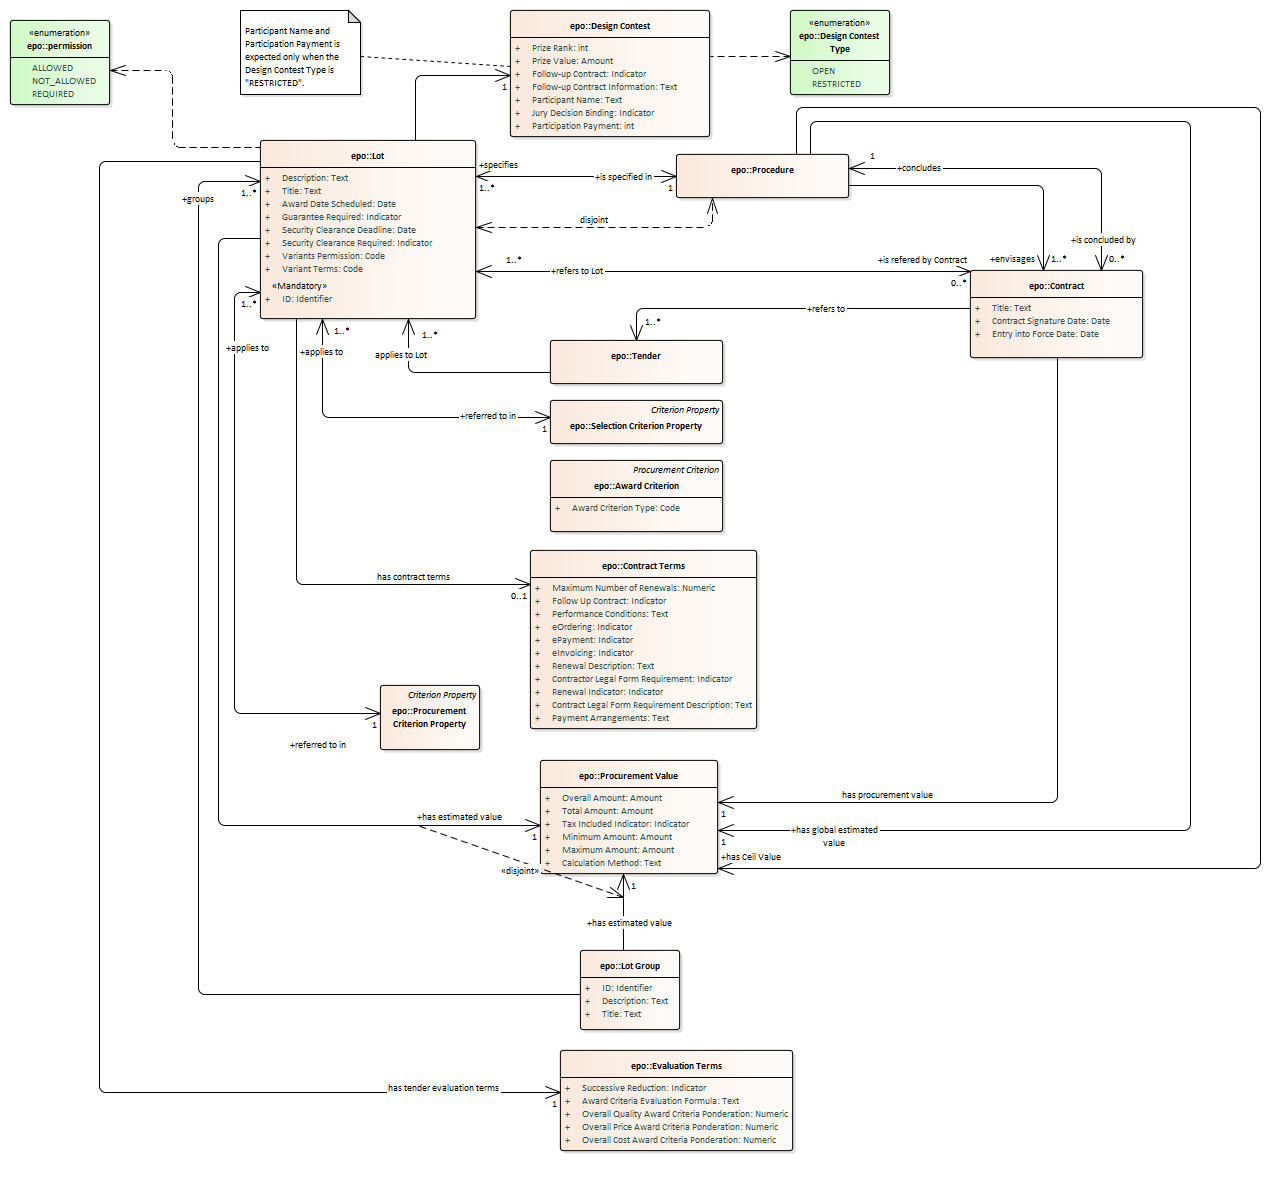 «enumeration»
epo::permission
ALLOWED
NOT_ALLOWED
REQUIRED
Participant Name and
Participation Payment is
expected only when the
Design Contest Type is
"RESTRICTED".
epo::Design Contest
+ Prize Rank: int
+ Prize Value: Amount
+ Follow-up Contract: Indicator
+ Follow-up Contract Information: Text
+ Participant Name: Text
+ Jury Decision Binding: Indicator
+ Participation Payment: int
1
«enumeration»
epo::Design Contest
Type
OPEN
RESTRICTED
epo::Lot
+ Description: Text
+ Title: Text
+ Award Date Scheduled: Date
+ Guarantee Required: Indicator
+ Security Clearance Deadline: Date
+ Security Clearance Required: Indicator
+ Variants Permission: Code
+ Variant Terms: Code
«Mandatory»
+ ID: Identifier
+groups
1..*
1..*
+specifies
1..*
+is specified in
1
epo::Procedure
disjoint
1
+concludes
+is concluded by
0..*
+envisages
1..*
1..*
+refers to Lot
+is refered by Contract
0..*
epo::Contract
+ Title: Text
+ Contract Signature Date: Date
+ Entry into Force Date: Date
+refers to
1..*
epo::Tender
+applies to
+applies to
1..*
applies to Lot
1..*
+referred to in
1
Criterion Property
epo::Selection Criterion Property
Procurement Criterion
epo::Award Criterion
+ Award Criterion Type: Code
has contract terms
0..1
epo::Contract Terms
+ Maximum Number of Renewals: Numeric
+ Follow Up Contract: Indicator
+ Performance Conditions: Text
+ eOrdering: Indicator
+ ePayment: Indicator
+ eInvoicing: Indicator
+ Renewal Description: Text
+ Contractor Legal Form Requirement: Indicator
+ Renewal Indicator: Indicator
+ Contract Legal Form Requirement Description: Text
+ Payment Arrangements: Text
Criterion Property
epo::Procurement
Criterion Property
1
+referred to in
epo::Procurement Value
+ Overall Amount: Amount
+ Total Amount: Amount
+ Tax Included Indicator: Indicator
+ Minimum Amount: Amount
+ Maximum Amount: Amount
+ Calculation Method: Text
has procurement value
1
+has estimated value
1
+has global estimated
value
1
+has Ceil Value
«disjoint»
1
+has estimated value
epo::Lot Group
+ ID: Identifier
+ Description: Text
+ Title: Text
has tender evaluation terms
1
epo::Evaluation Terms
+ Successive Reduction: Indicator
+ Award Criteria Evaluation Formula: Text
+ Overall Quality Award Criteria Ponderation: Numeric
+ Overall Price Award Criteria Ponderation: Numeric
+ Overall Cost Award Criteria Ponderation: Numeric